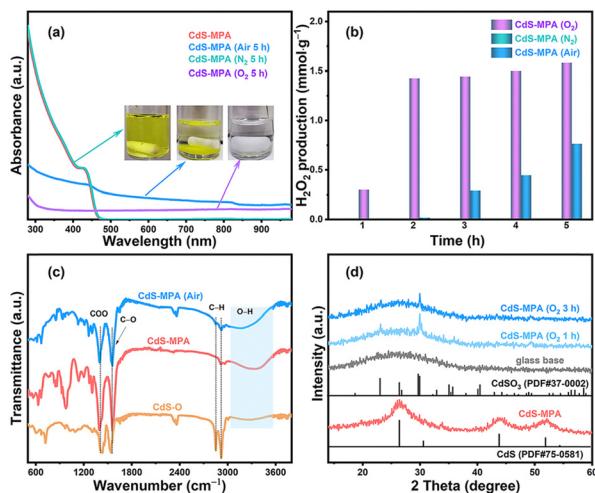 (a)
CdS-MPA
CdS-MPA (Air 5 h)
CdS-MPA (N₂ 5 h)
CdS-MPA (O₂ 5 h)
Absorbance (a.u.)
300 400 500 600 700 800 900
Wavelength (nm)
(b)
CdS-MPA (O₂)
CdS-MPA (N₂)
CdS-MPA (Air)
H₂O₂ production (mmol·g⁻¹)
2.0
1.5
1.0
0.5
0.0
1 2 3 4 5
Time (h)
(c)
CdS-MPA (Air)
COO
C–O
C–H
O–H
CdS-MPA
CdS-O
Transmittance (a.u.)
600 1200 1800 2400 3000 3600
Wavenumber (cm⁻¹)
(d)
CdS-MPA (O₂ 3 h)
CdS-MPA (O₂ 1 h)
glass base
CdSO₃ (PDF#37-0002)
CdS-MPA
CdS (PDF#75-0581)
Intensity (a.u.)
20 30 40 50 60
2 Theta (degree)